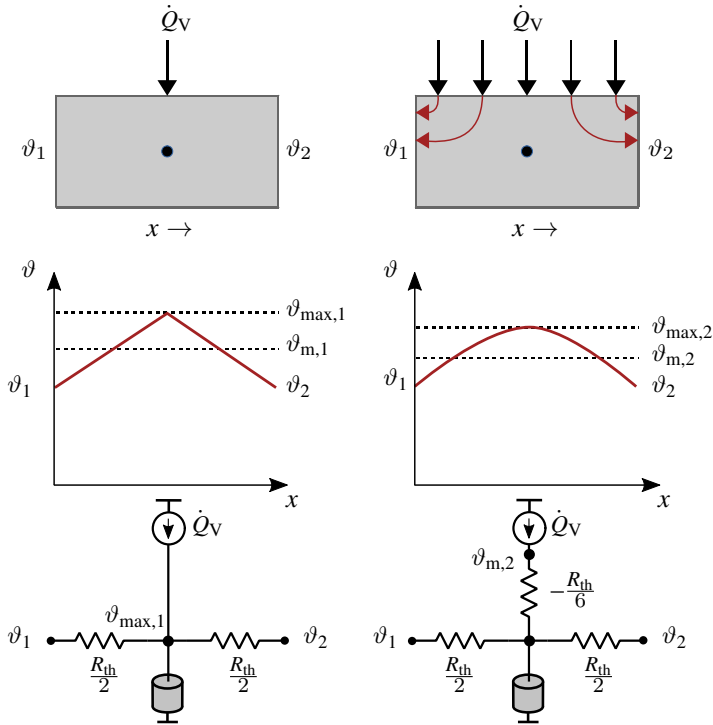 Q̇V Q̇V
ϑ1 ϑ2 ϑ1 ϑ2
x → x →
ϑ ϑ
ϑmax,1 ϑmax,2
ϑm,1 ϑm,2
ϑ1 ϑ2 ϑ1 ϑ2
x x
Q̇V Q̇V
ϑm,2
−Rth/6
ϑmax,1
ϑ1 ϑ2 ϑ1 ϑ2
Rth/2 Rth/2 Rth/2 Rth/2